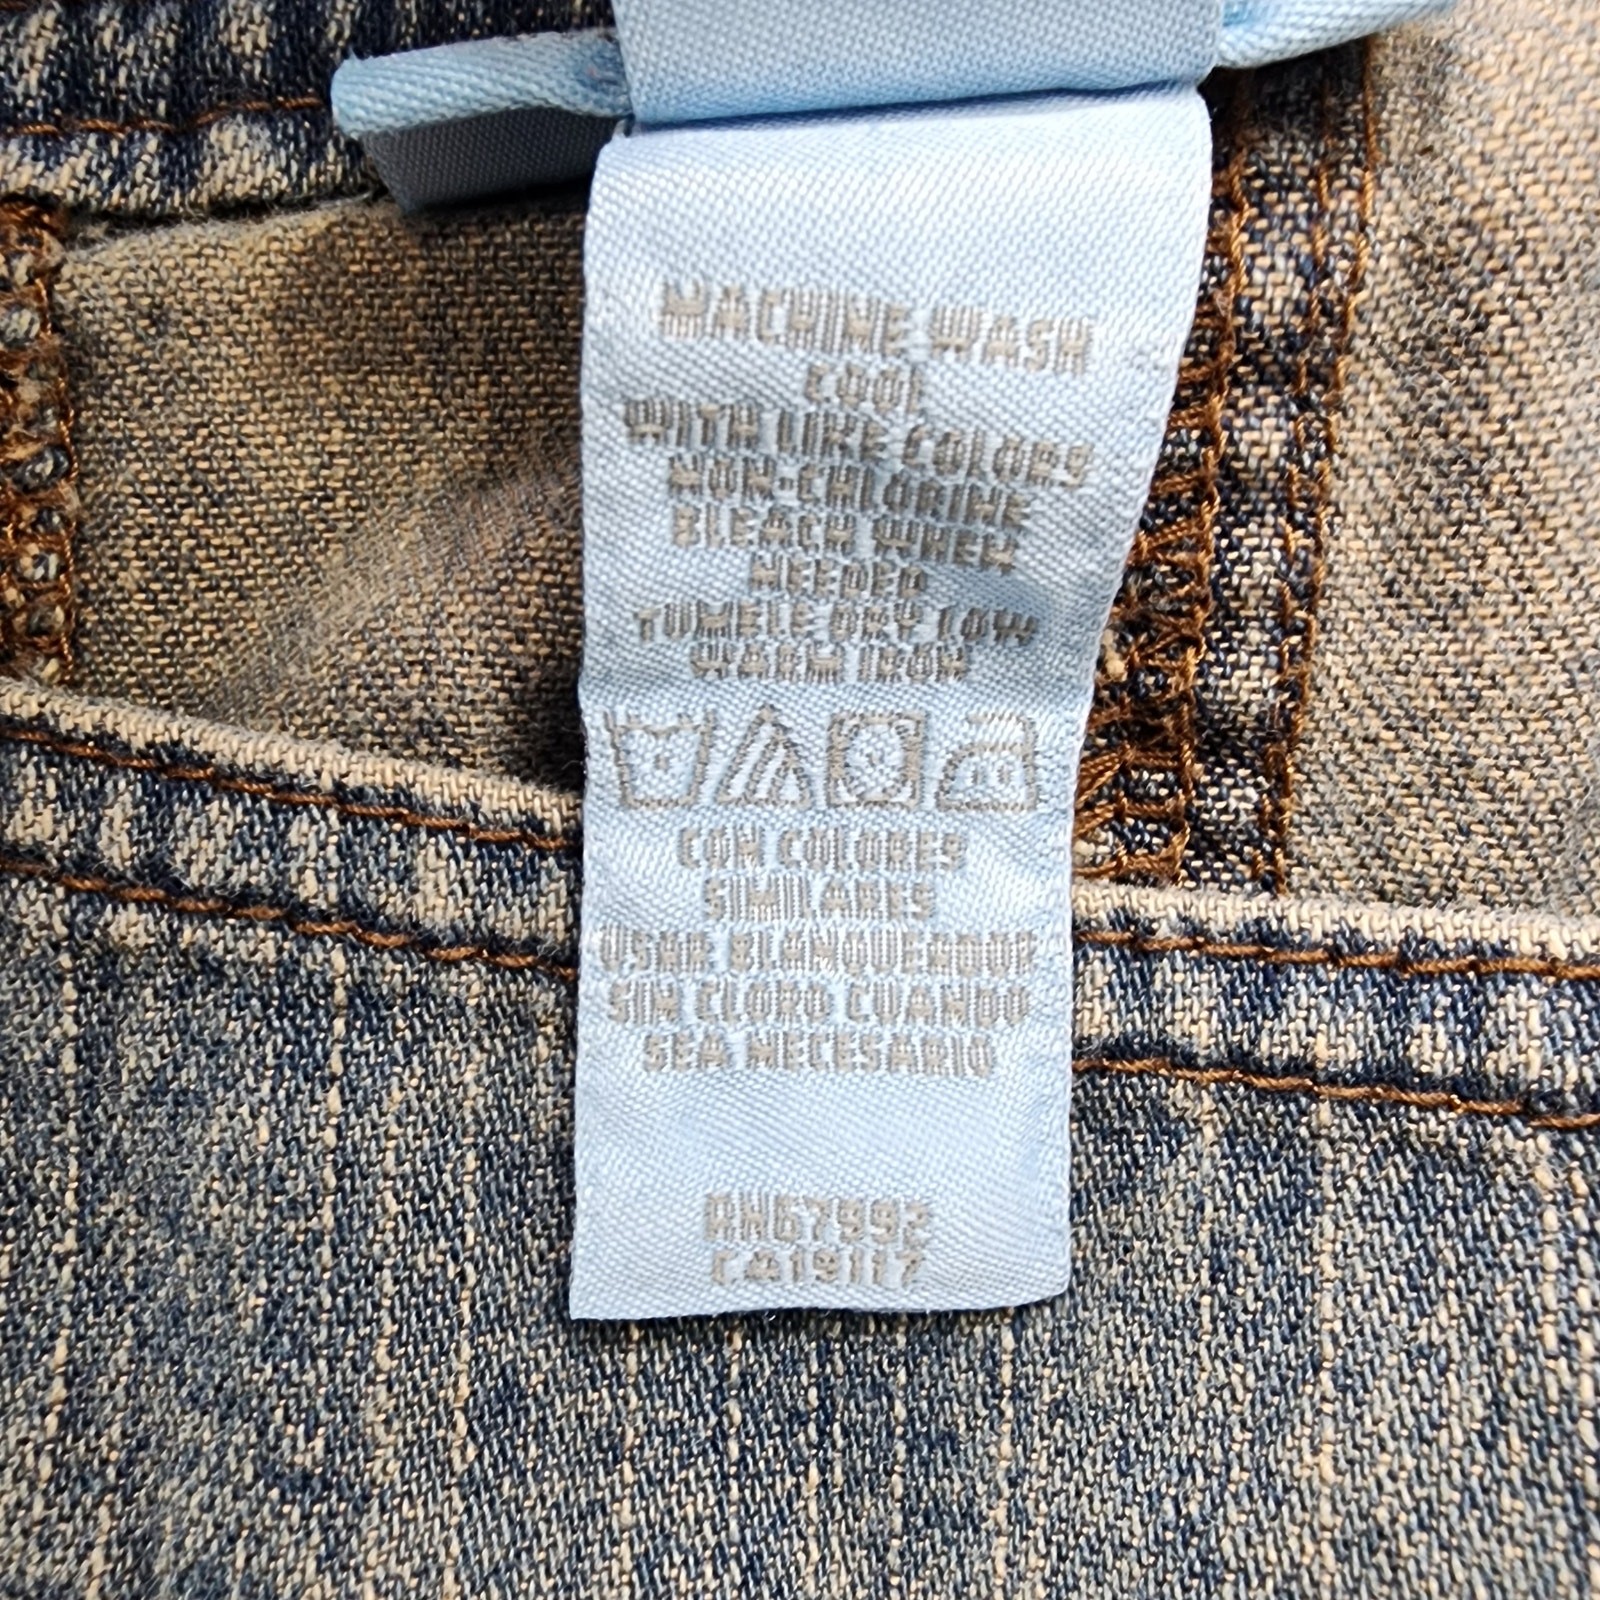 MACHINE WASH
COOL
WITH LIKE COLORS
NON-CHLORINE
BLEACH WHEN
NEEDED
TUMBLE DRY LOW
WARM IRON
CON COLORES
SIMILARES
USAR BLANQUEADOR
SIN CLORO CUANDO
SEA NECESARIO
RN67992
CA19117